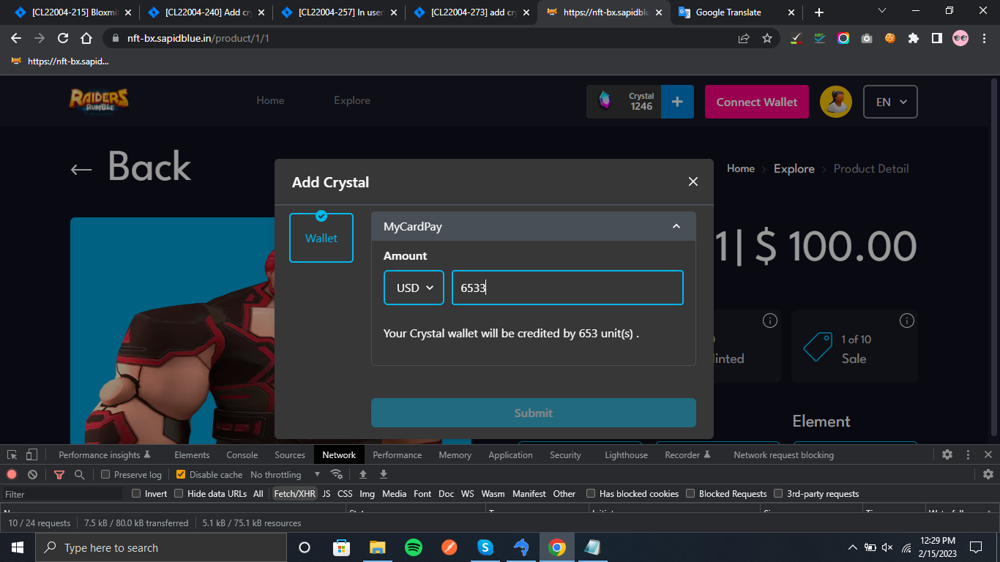 [CL22004-215] Bloxmi
[CL22004-240] Add cry
[CL22004-257] In user
[CL22004-273] add cry
https://nft-bx.sapidblu
Google Translate
nft-bx.sapidblue.in/product/1/1
https://nft-bx.sapid...
RAIDERS
RUMBLE
Home
Explore
Crystal
1246
+
Connect Wallet
EN
← Back
Home > Explore > Product Detail
Add Crystal
Wallet
MyCardPay
Amount
USD
6533
Your Crystal wallet will be credited by 653 unit(s) .
Submit
1| $ 100.00
inted
1 of 10
Sale
Element
Performance insights
Elements
Console
Sources
Network
Performance
Memory
Application
Security
Lighthouse
Recorder
Network request blocking
Preserve log
Disable cache
No throttling
Filter
Invert
Hide data URLs
All
Fetch/XHR
JS
CSS
Img
Media
Font
Doc
WS
Wasm
Manifest
Other
Has blocked cookies
Blocked Requests
3rd-party requests
10 / 24 requests
7.5 kB / 80.0 kB transferred
5.1 kB / 75.1 kB resources
Type here to search
12:29 PM
2/15/2023